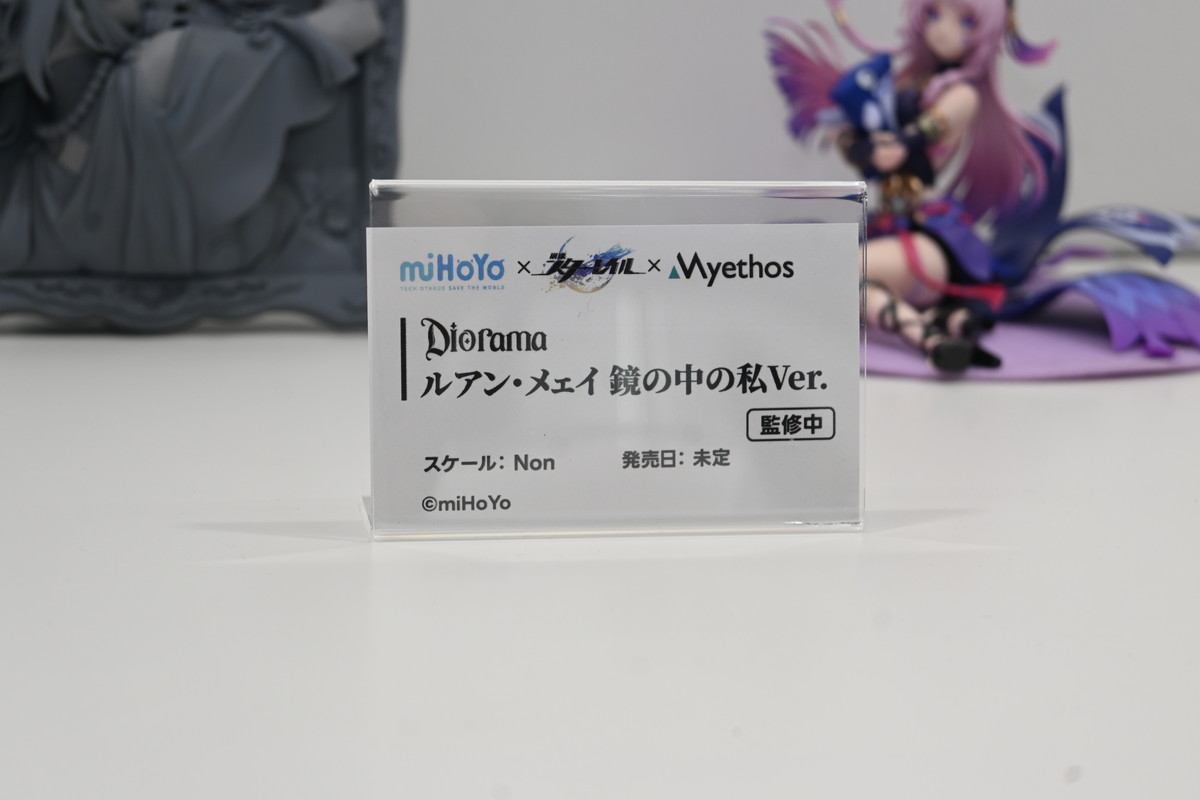 miHoYo × スターレイル × Myethos
TECH OTAKUS SAVE THE WORLD
Diorama
ルアン・メェイ 鏡の中の私Ver.
監修中
スケール： Non 発売日： 未定
©miHoYo